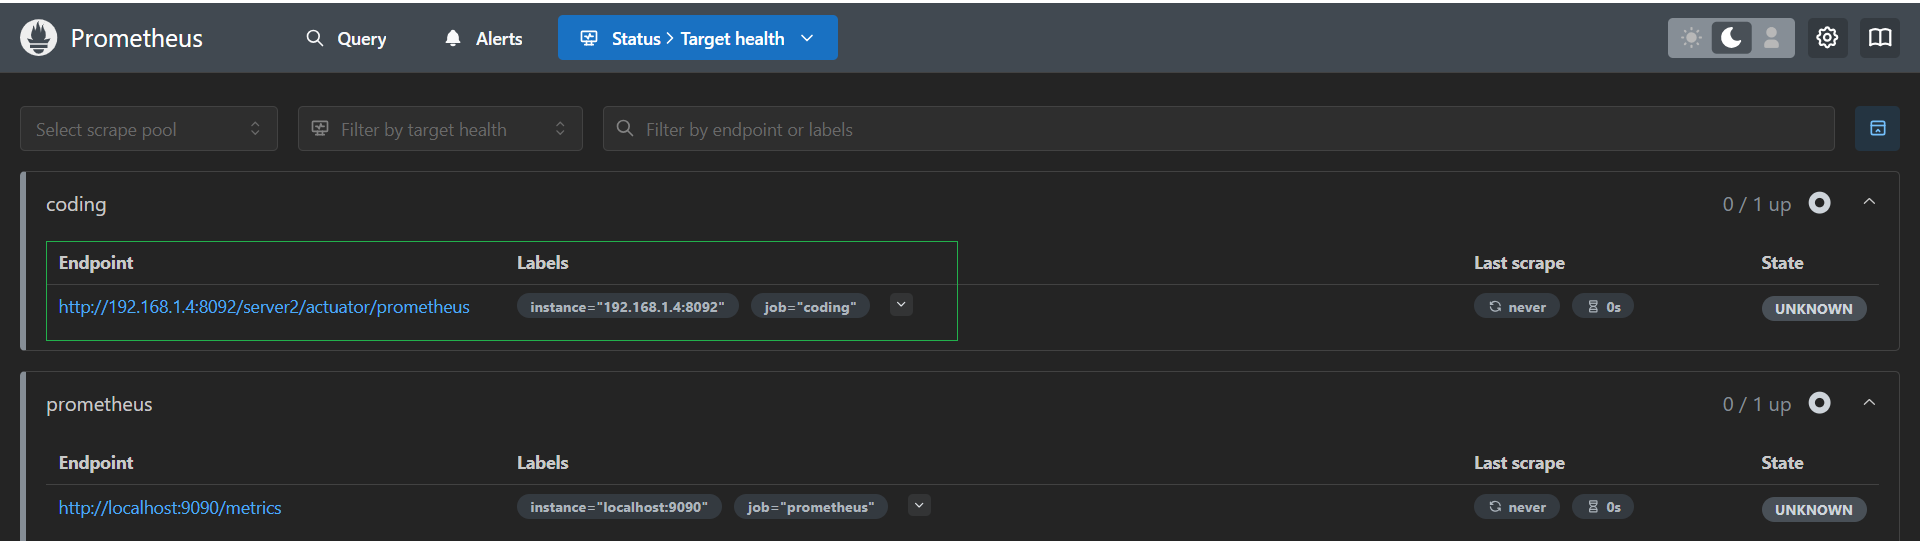 Prometheus Query Alerts Status > Target health
Select scrape pool Filter by target health Filter by endpoint or labels
coding 0 / 1 up
Endpoint Labels Last scrape State
http://192.168.1.4:8092/server2/actuator/prometheus instance="192.168.1.4:8092" job="coding" never 0s UNKNOWN
prometheus 0 / 1 up
Endpoint Labels Last scrape State
http://localhost:9090/metrics instance="localhost:9090" job="prometheus" never 0s UNKNOWN